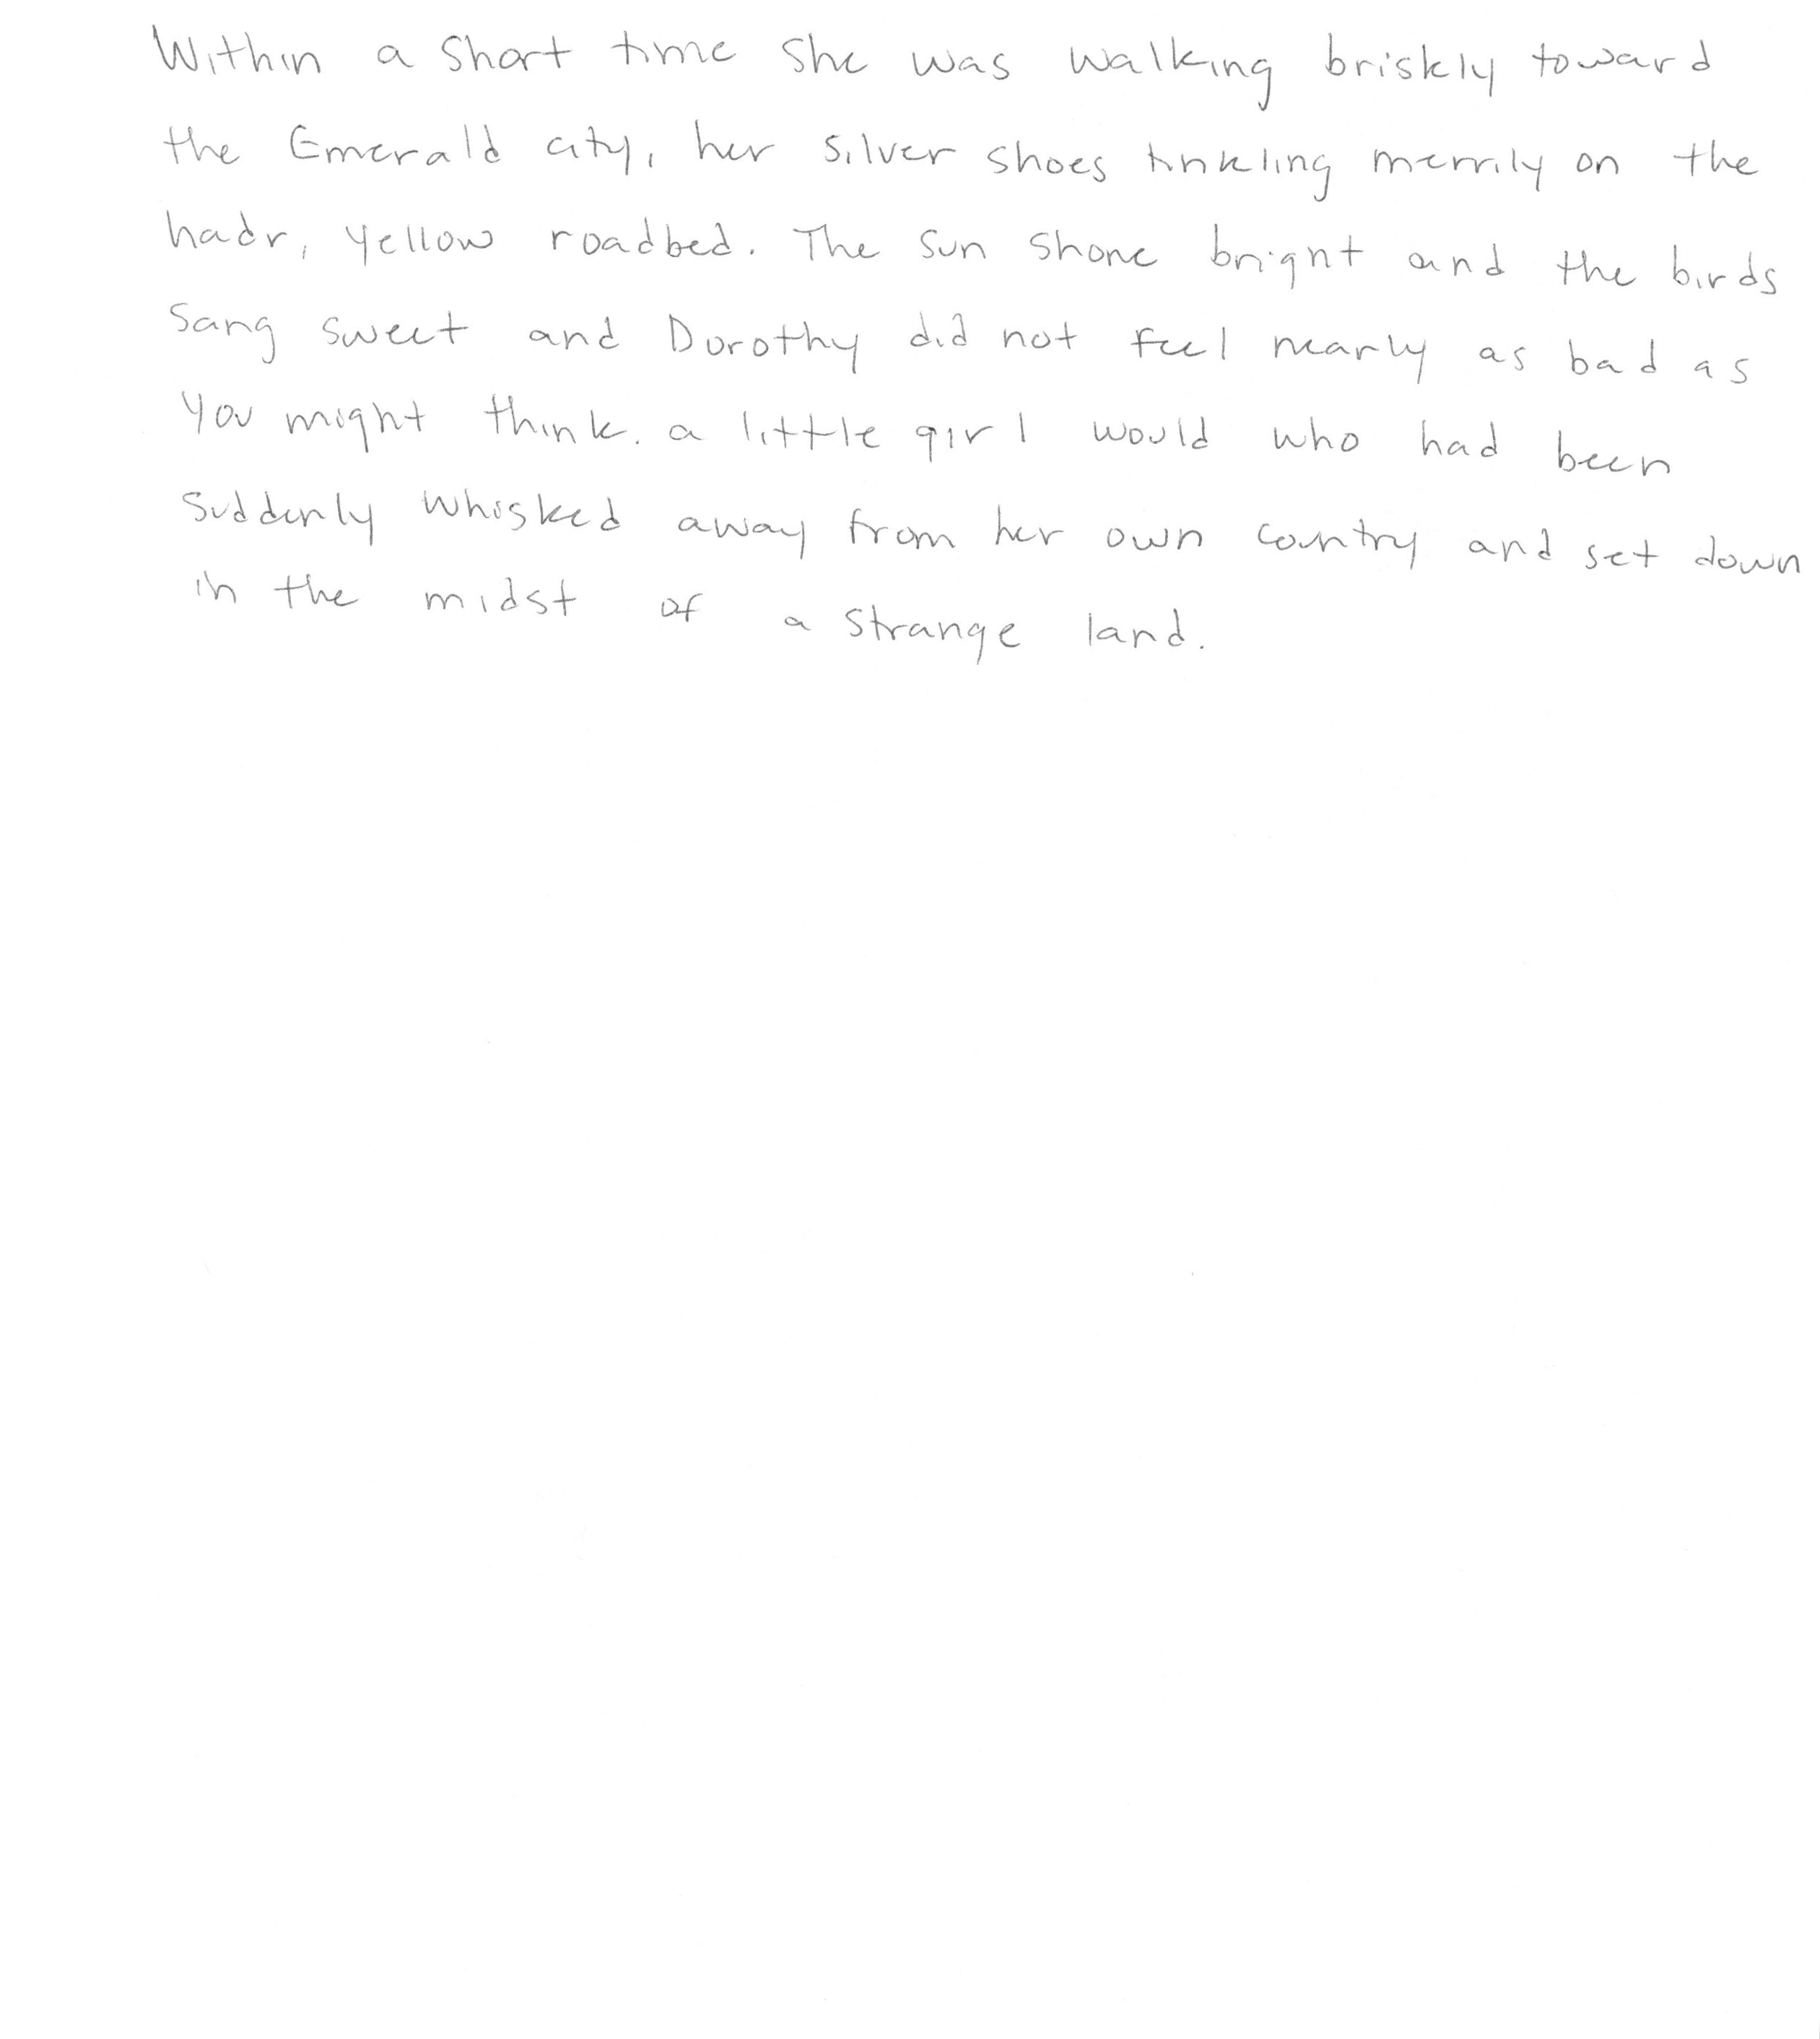 Within a short time she was walking briskly toward
the Emerald city, her silver shoes tinkling merrily on the
hadr, yellow roadbed. The sun shone bright and the birds
sang sweet and Dorothy did not feel nearly as bad as
you might think. a little girl would who had been
suddenly whisked away from her own country and set down
in the midst of a strange land.